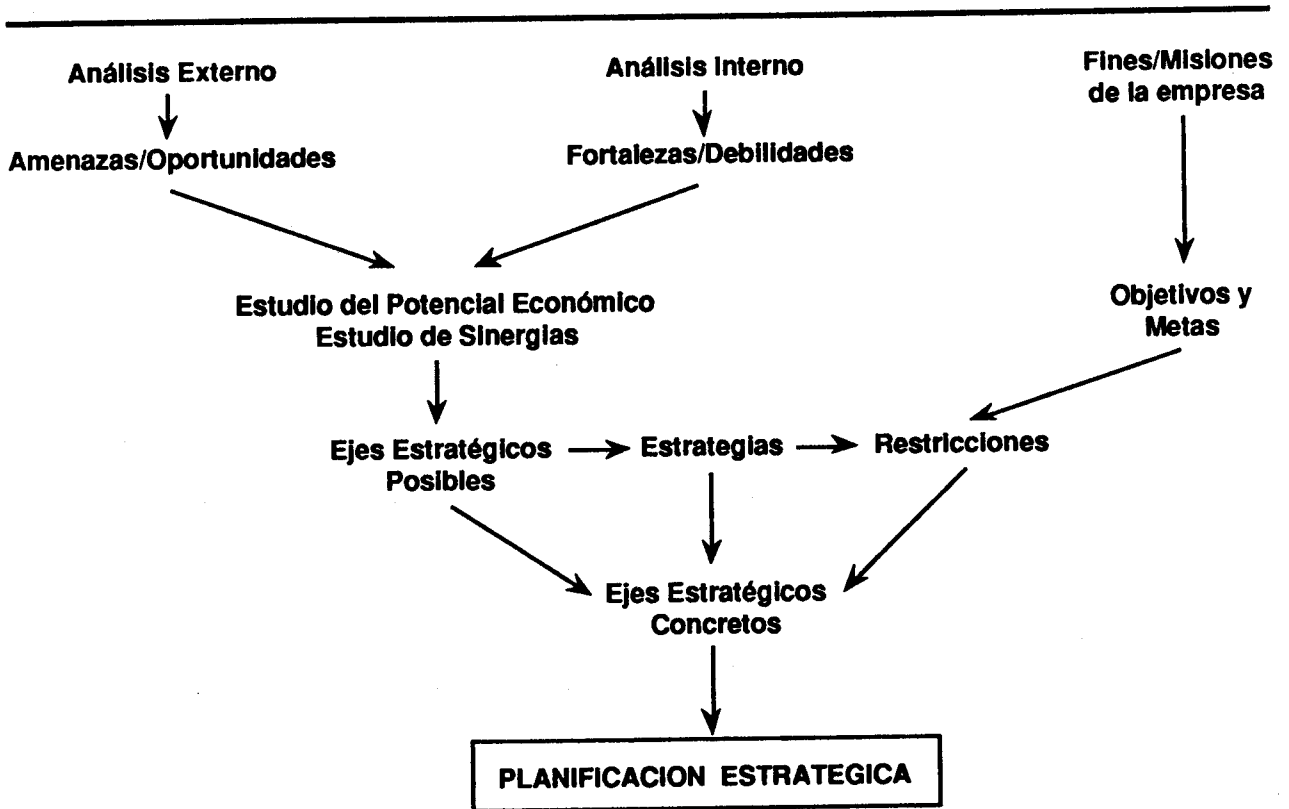 Análisis Externo
Análisis Interno
Fines/Misiones
de la empresa
Amenazas/Oportunidades
Fortalezas/Debilidades
Estudio del Potencial Económico
Estudio de Sinergias
Objetivos y
Metas
Ejes Estratégicos
Posibles
Estrategias
Restricciones
Ejes Estratégicos
Concretos
PLANIFICACION ESTRATEGICA